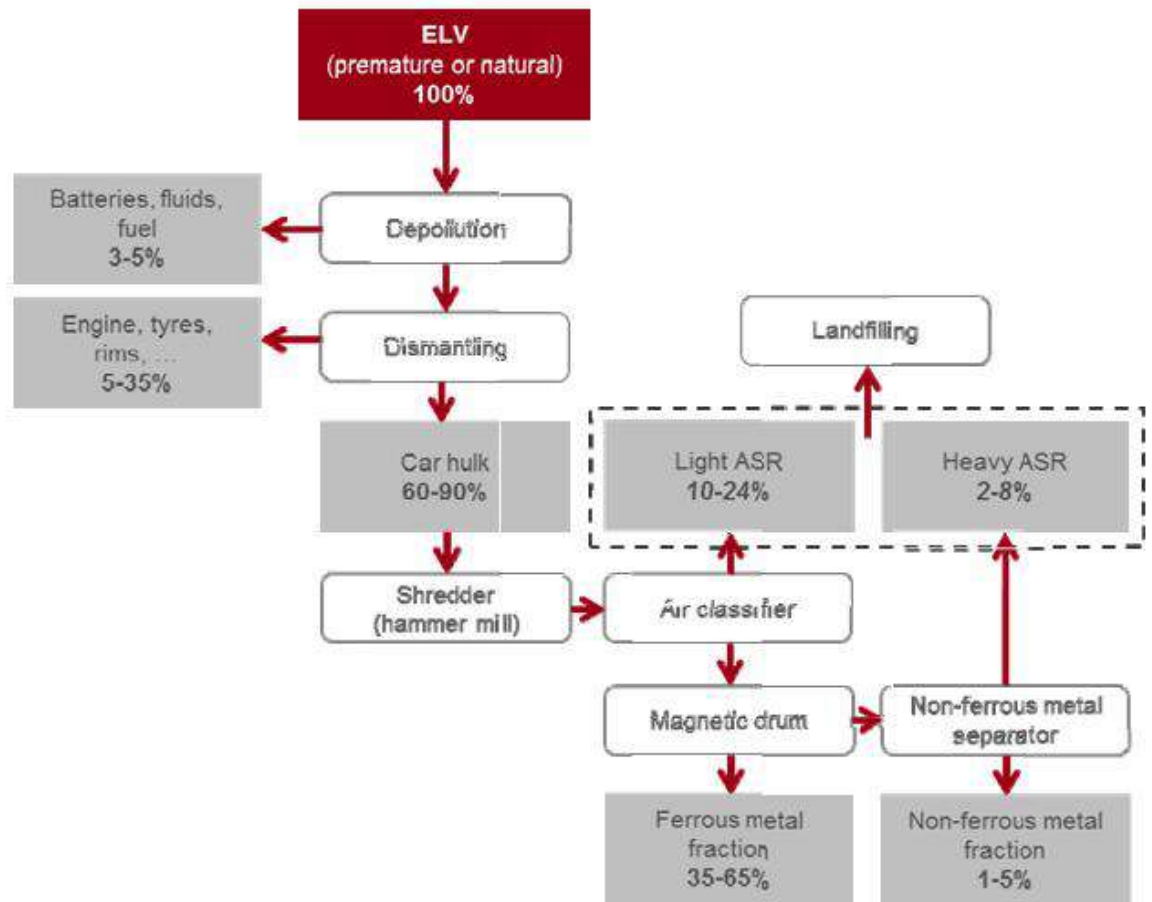 ELV
(premature or natural)
100%
Batteries, fluids,
fuel
3-5%
Depollution
Engine, tyres,
rims, ...
5-35%
Dismantling
Landfilling
Car hulk
60-90%
Light ASR
10-24%
Heavy ASR
2-8%
Shredder
(hammer mill)
Air classifier
Magnetic drum
Non-ferrous metal
separator
Ferrous metal
fraction
35-65%
Non-ferrous metal
fraction
1-5%